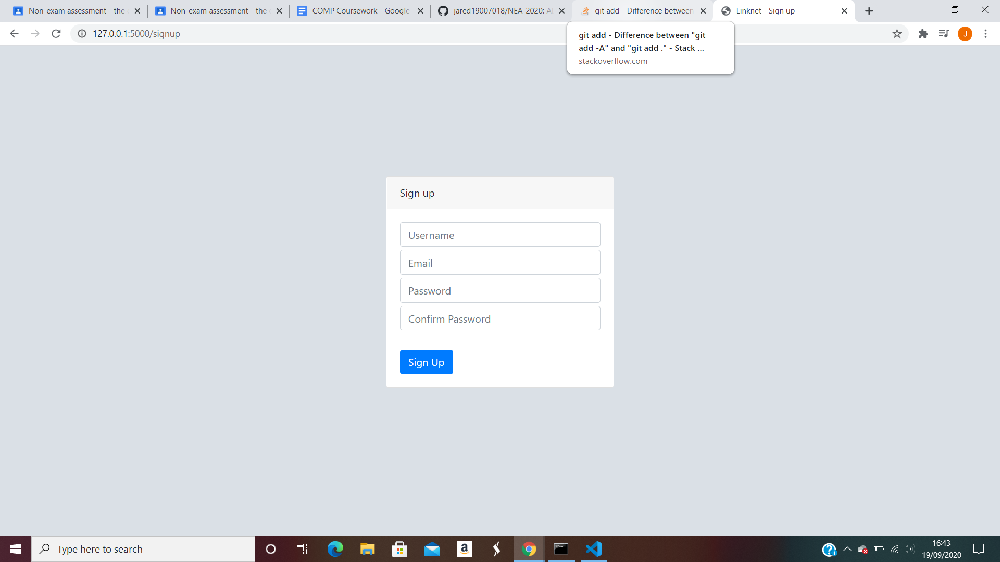 Non-exam assessment - the
Non-exam assessment - the
COMP Coursework - Google
jared19007018/NEA-2020: A
git add - Difference between
Linknet - Sign up
127.0.0.1:5000/signup
J
git add - Difference between "git
add -A" and "git add ." - Stack ...
stackoverflow.com
Sign up
Username
Email
Password
Confirm Password
Sign Up
Type here to search
16:43
19/09/2020